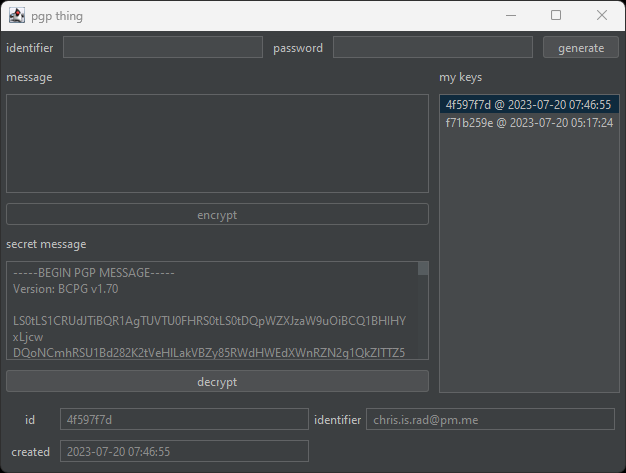 pgp thing
identifier password generate
message
my keys
4f597f7d @ 2023-07-20 07:46:55
f71b259e @ 2023-07-20 05:17:24
encrypt
secret message
-----BEGIN PGP MESSAGE-----
Version: BCPG v1.70
LS0tLS1CRUdJTiBQR1AgTUVTU0FHRS0tLS0tDQpWZXJzaW9uOiBCQ1BHIHY
xLjcw
DQoNCmhRSU1Bd282K2tVeHlLakVBZy85RWdHWEdXWnRZN2g1QkZITTZ5
decrypt
id 4f597f7d identifier chris.is.rad@pm.me
created 2023-07-20 07:46:55